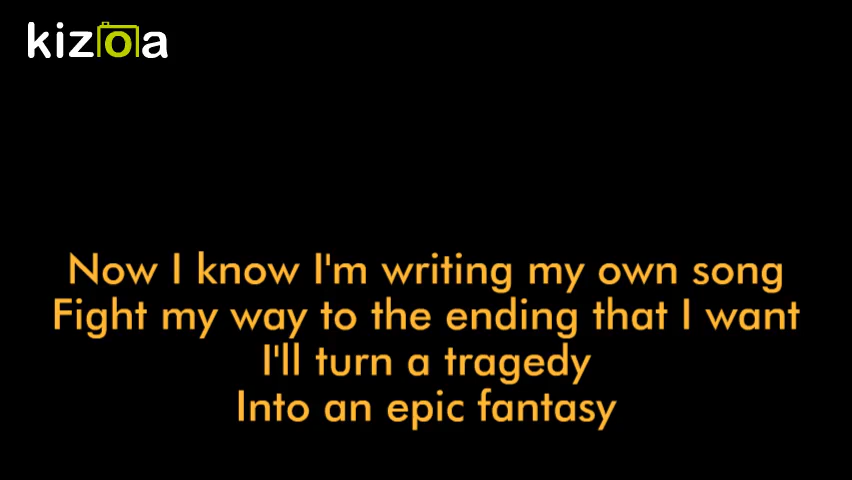 kizoa
Now I know I'm writing my own song
Fight my way to the ending that I want
I'll turn a tragedy
Into an epic fantasy